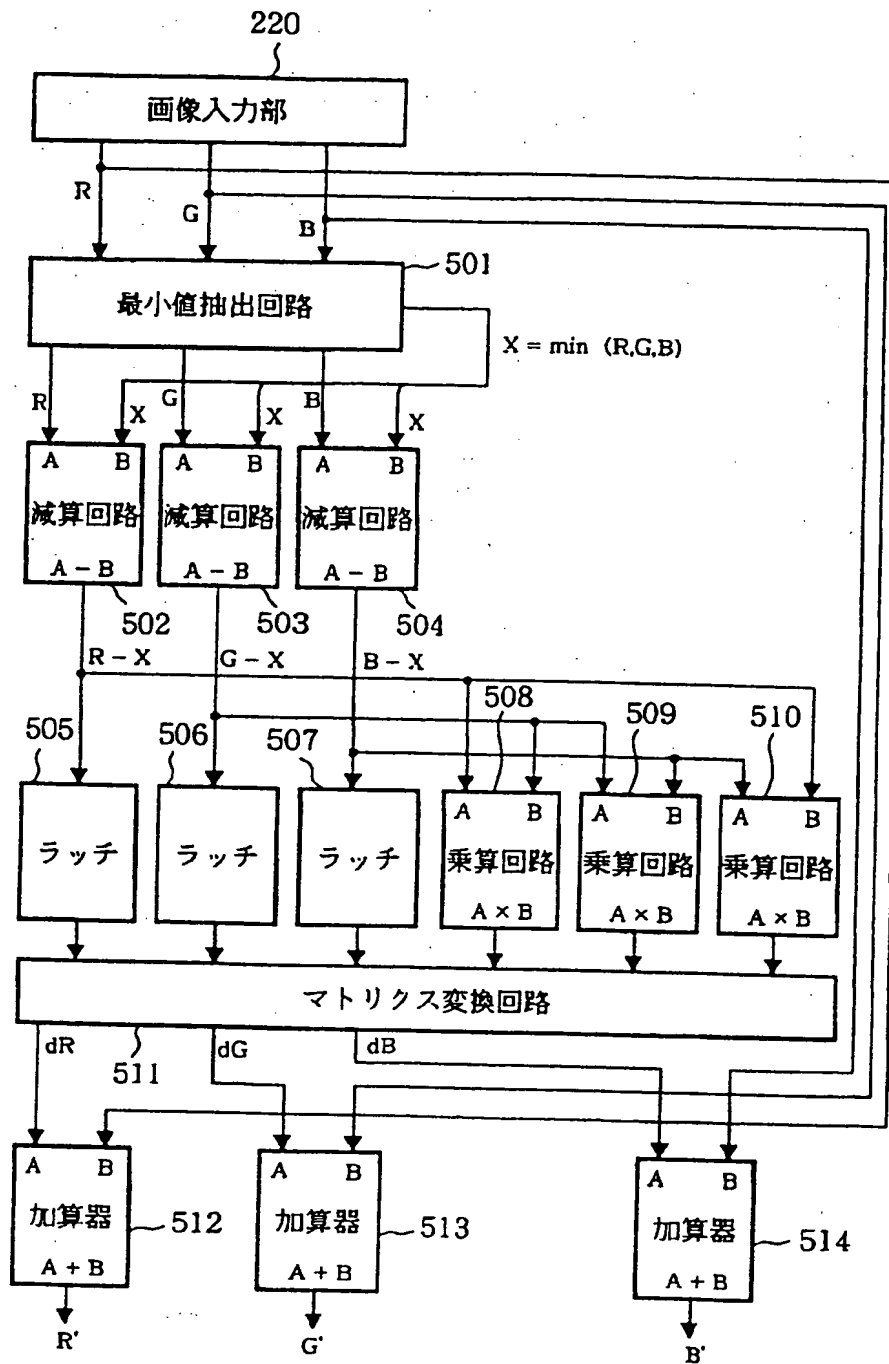 220
画像入力部
R
G
B
501
最小値抽出回路
X = min (R,G,B)
R
X
G
X
B
X
A B
減算回路
A − B
A B
減算回路
A − B
A B
減算回路
A − B
502
503
504
R − X
G − X
B − X
505
506
507
508
509
510
ラッチ
ラッチ
ラッチ
A B
乗算回路
A × B
A B
乗算回路
A × B
A B
乗算回路
A × B
マトリクス変換回路
dR
511
dG
dB
A B
加算器
A + B
512
A B
加算器
A + B
513
A B
加算器
A + B
514
R'
G'
B'